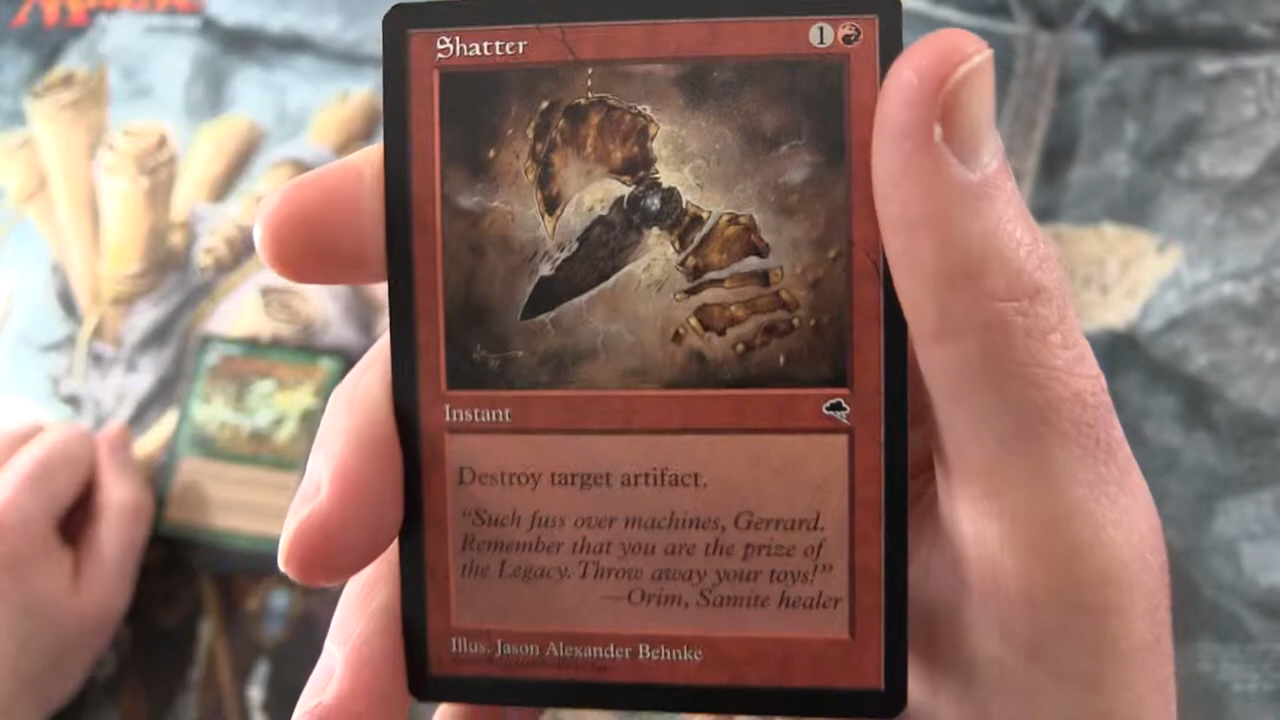 Shatter 1
Instant
Destroy target artifact.
“Such fuss over machines, Gerrard.
Remember that you are the prize of
the Legacy. Throw away your toys!”
—Orim, Samite healer
Illus. Jason Alexander Behnke